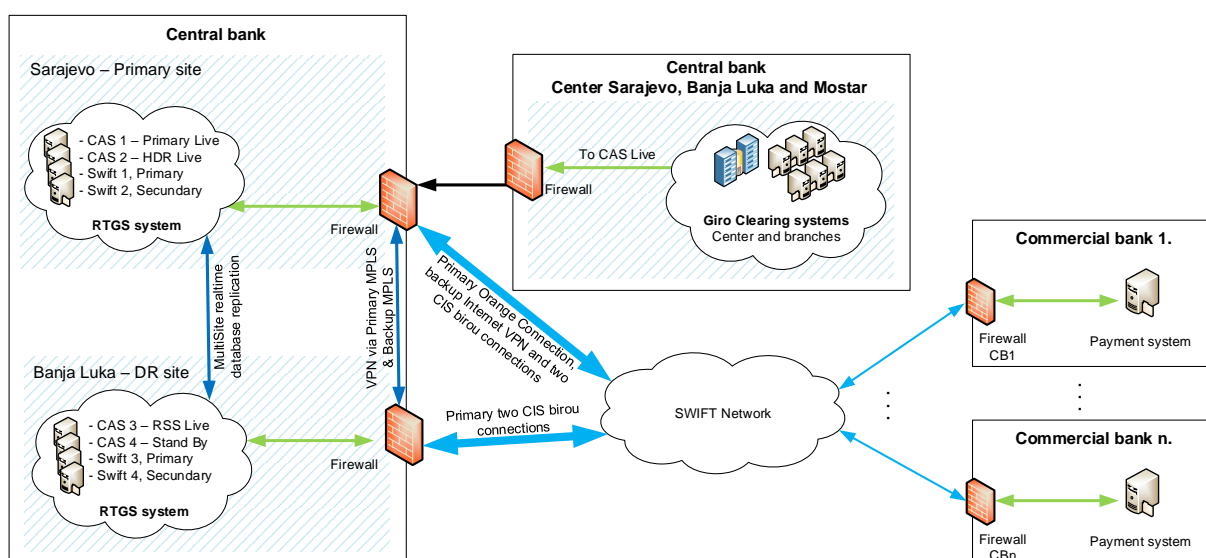 Central bank
Sarajevo – Primary site
- CAS 1 – Primary Live
- CAS 2 – HDR Live
- Swift 1, Primary
- Swift 2, Secundary
RTGS system
Firewall
MultiSite realtime
database replication
VPN via Primary MPLS
& Backup MPLS
Banja Luka – DR site
- CAS 3 – RSS Live
- CAS 4 – Stand By
- Swift 3, Primary
- Swift 4, Secundary
RTGS system
Firewall
Central bank
Center Sarajevo, Banja Luka and Mostar
To CAS Live
Firewall
Giro Clearing systems
Center and branches
Primary Orange Connection,
backup Internet VPN and two
CIS birou connections
Primary two CIS birou
connections
SWIFT Network
Commercial bank 1.
Firewall
CB1
Payment system
. . .
. . .
Commercial bank n.
Firewall
CBn
Payment system